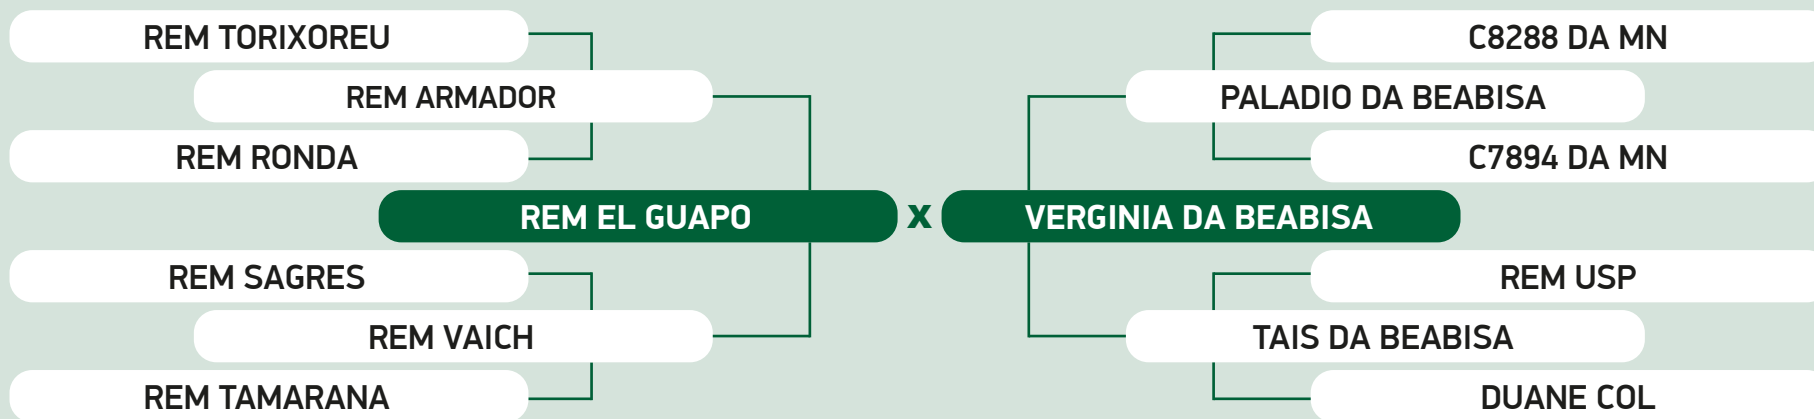 REM TORIXOREU
C8288 DA MN
REM ARMADOR
PALADIO DA BEABISA
REM RONDA
C7894 DA MN
REM EL GUAPO X VERGINIA DA BEABISA
REM SAGRES
REM USP
REM VAICH
TAIS DA BEABISA
REM TAMARANA
DUANE COL